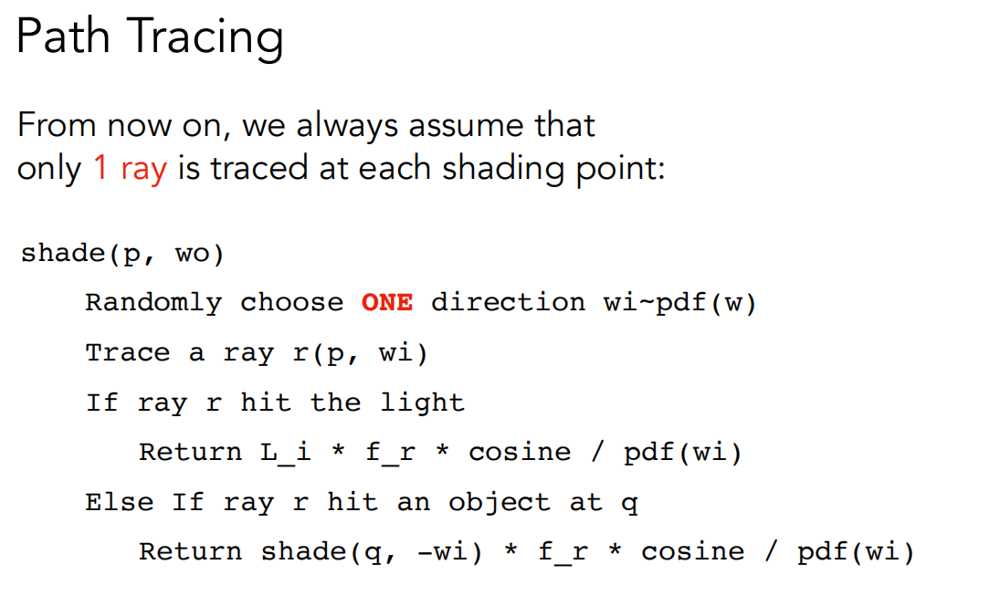 Path Tracing
From now on, we always assume that
only 1 ray is traced at each shading point:
shade(p, wo)
Randomly choose ONE direction wi~pdf(w)
Trace a ray r(p, wi)
If ray r hit the light
Return L_i * f_r * cosine / pdf(wi)
Else If ray r hit an object at q
Return shade(q, -wi) * f_r * cosine / pdf(wi)